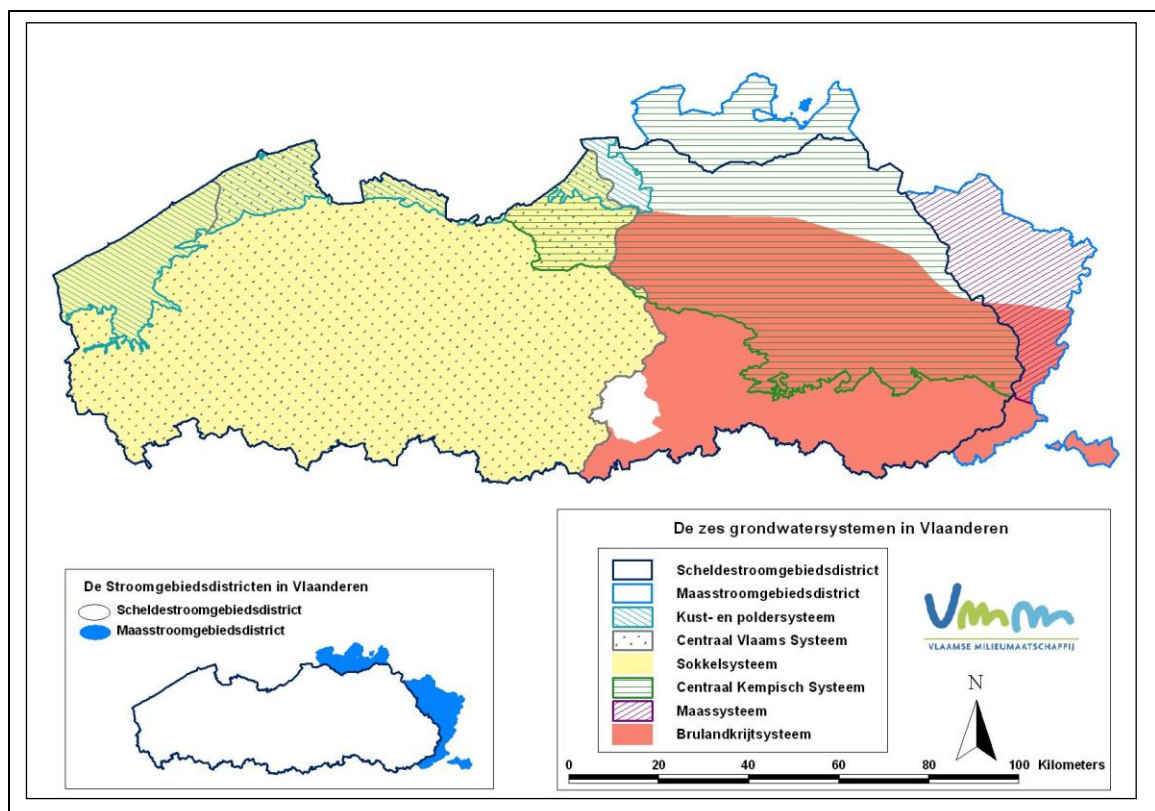 De zes grondwatersystemen in Vlaanderen
Scheldestroomgebiedsdistrict
Maasstroomgebiedsdistrict
Kust- en poldersysteem
Centraal Vlaams Systeem
Sokkelsysteem
Centraal Kempisch Systeem
Maassysteem
Brulandkrijtsysteem
vmm
VLAAMSE MILIEUMAATSCHAPPIJ
N
0 20 40 60 80 100 Kilometers
De Stroomgebiedsdistricten in Vlaanderen
Scheldestroomgebiedsdistrict
Maasstroomgebiedsdistrict